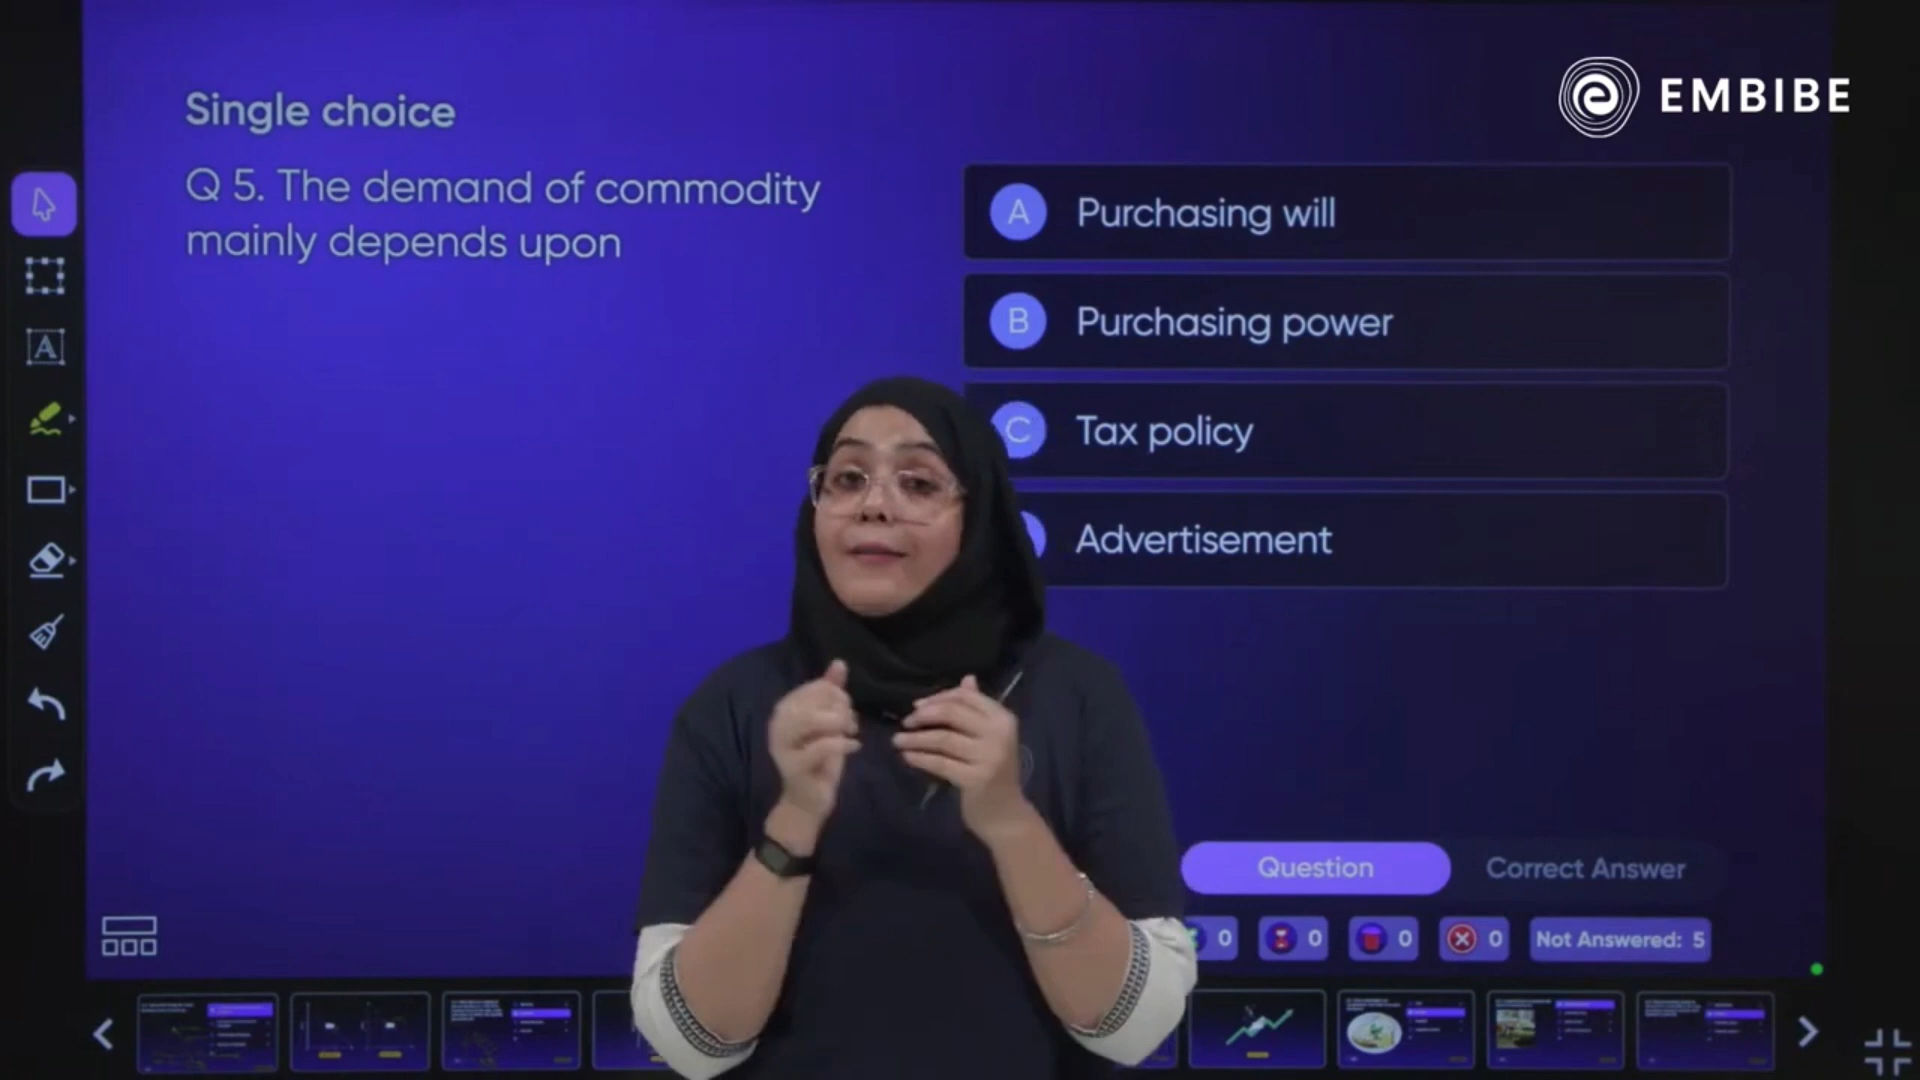 EMBIBE
Single choice
Q 5. The demand of commodity
mainly depends upon
A Purchasing will
B Purchasing power
C Tax policy
Advertisement
A
Question
Correct Answer
0
0
0
0
Not Answered: 5